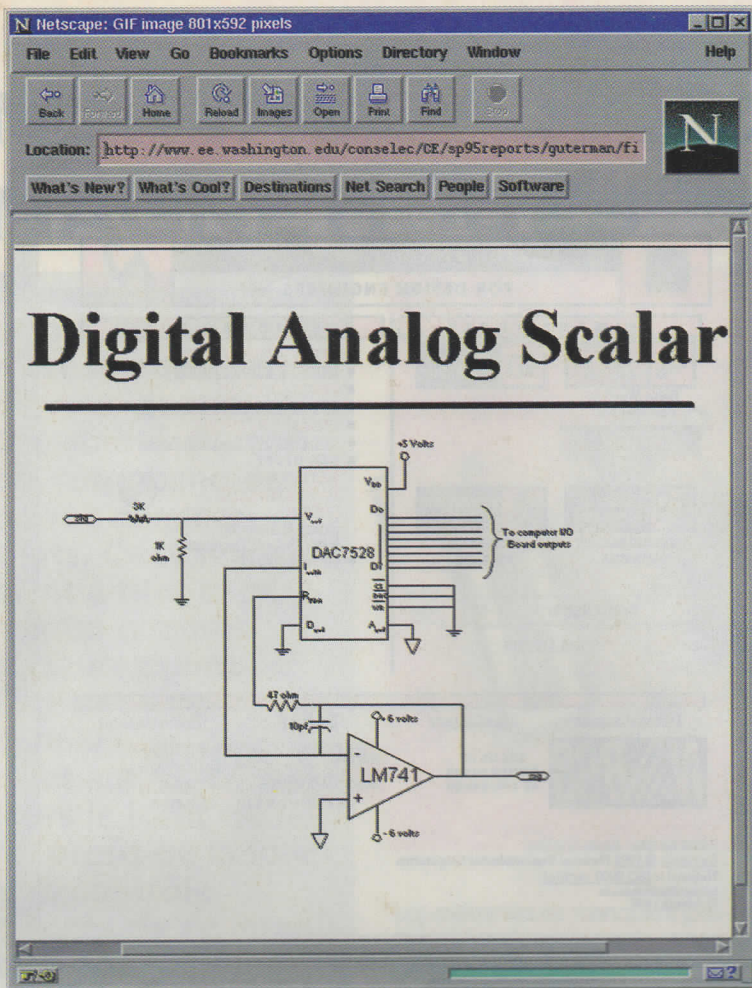 Netscape: GIF image 801x592 pixels
File Edit View Go Bookmarks Options Directory Window Help
Back Forward Home Reload Images Open Print Find Stop
Location: http://www.ee.washington.edu/conselec/CE/sp95reports/guterman/fi
N
What's New? What's Cool? Destinations Net Search People Software
Digital Analog Scalar
+5 Volts
VDD
3K
D0
1K
ohm
DAC7528
To computer I/O
Board outputs
47 ohm
10pf
- 6 volts
-
LM741
+
- 6 volts